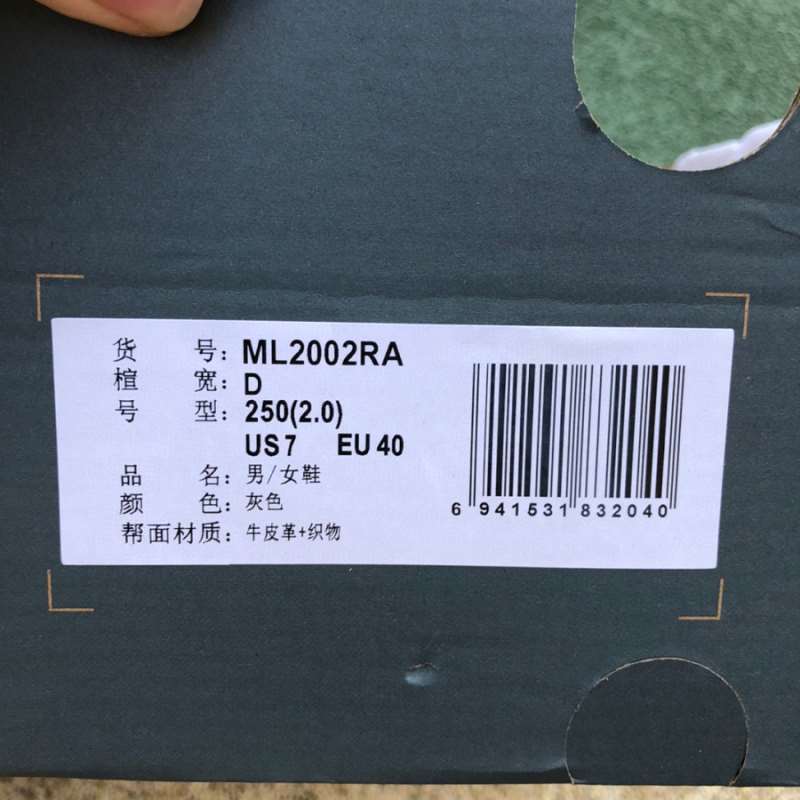 货号：ML2002RA
楦宽：D
号型：250(2.0)
US 7 EU 40
品名：男/女鞋
颜色：灰色
帮面材质：牛皮革+织物
6 941531 832040